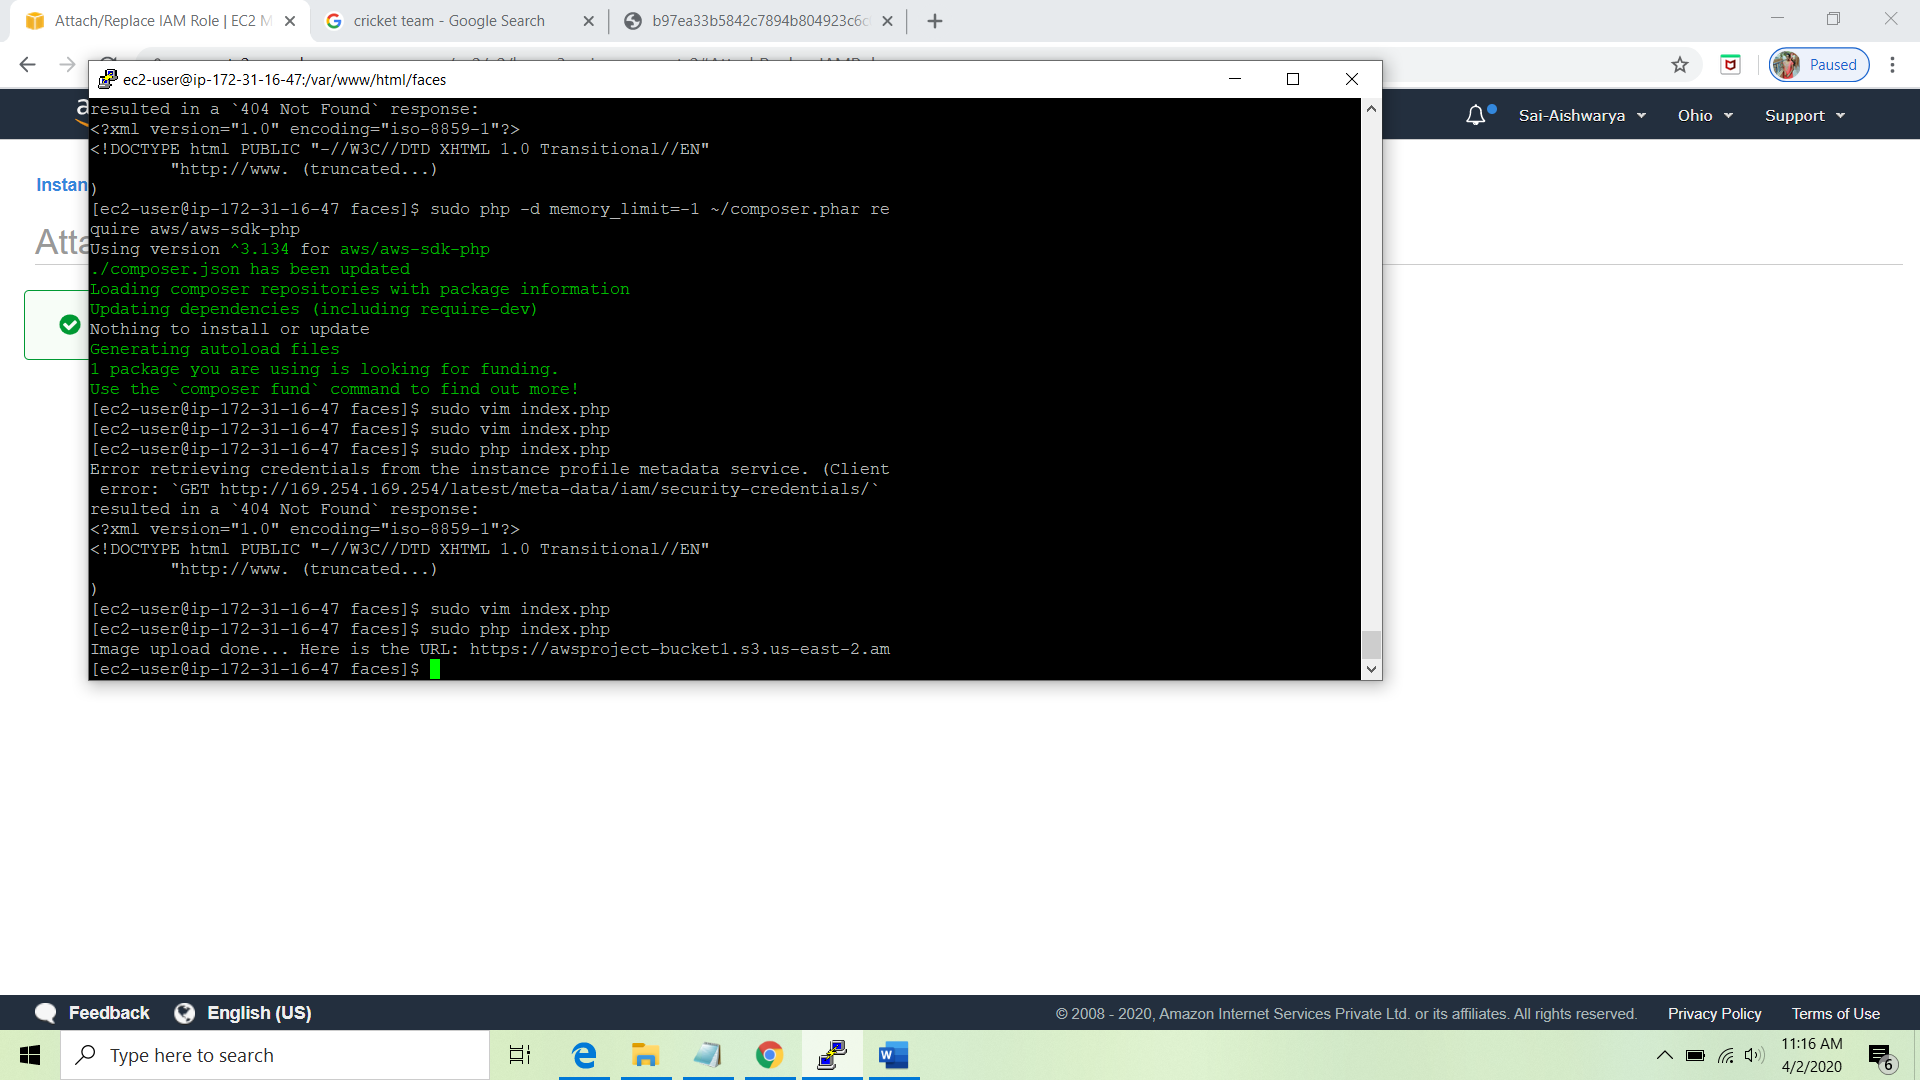 Attach/Replace IAM Role | EC2 M
cricket team - Google Search
b97ea33b5842c7894b804923c6c
Paused
ec2-user@ip-172-31-16-47:/var/www/html/faces
Sai-Aishwarya
Ohio
Support
Instan
Atta
resulted in a `404 Not Found` response:
<?xml version="1.0" encoding="iso-8859-1"?>
<!DOCTYPE html PUBLIC "-//W3C//DTD XHTML 1.0 Transitional//EN"
"http://www. (truncated...)
)
[ec2-user@ip-172-31-16-47 faces]$ sudo php -d memory_limit=-1 ~/composer.phar re
quire aws/aws-sdk-php
Using version ^3.134 for aws/aws-sdk-php
./composer.json has been updated
Loading composer repositories with package information
Updating dependencies (including require-dev)
Nothing to install or update
Generating autoload files
1 package you are using is looking for funding.
Use the `composer fund` command to find out more!
[ec2-user@ip-172-31-16-47 faces]$ sudo vim index.php
[ec2-user@ip-172-31-16-47 faces]$ sudo vim index.php
[ec2-user@ip-172-31-16-47 faces]$ sudo php index.php
Error retrieving credentials from the instance profile metadata service. (Client
error: `GET http://169.254.169.254/latest/meta-data/iam/security-credentials/`
resulted in a `404 Not Found` response:
<?xml version="1.0" encoding="iso-8859-1"?>
<!DOCTYPE html PUBLIC "-//W3C//DTD XHTML 1.0 Transitional//EN"
"http://www. (truncated...)
)
[ec2-user@ip-172-31-16-47 faces]$ sudo vim index.php
[ec2-user@ip-172-31-16-47 faces]$ sudo php index.php
Image upload done... Here is the URL: https://awsproject-bucket1.s3.us-east-2.am
[ec2-user@ip-172-31-16-47 faces]$
Feedback
English (US)
© 2008 - 2020, Amazon Internet Services Private Ltd. or its affiliates. All rights reserved.
Privacy Policy
Terms of Use
Type here to search
11:16 AM
4/2/2020
6